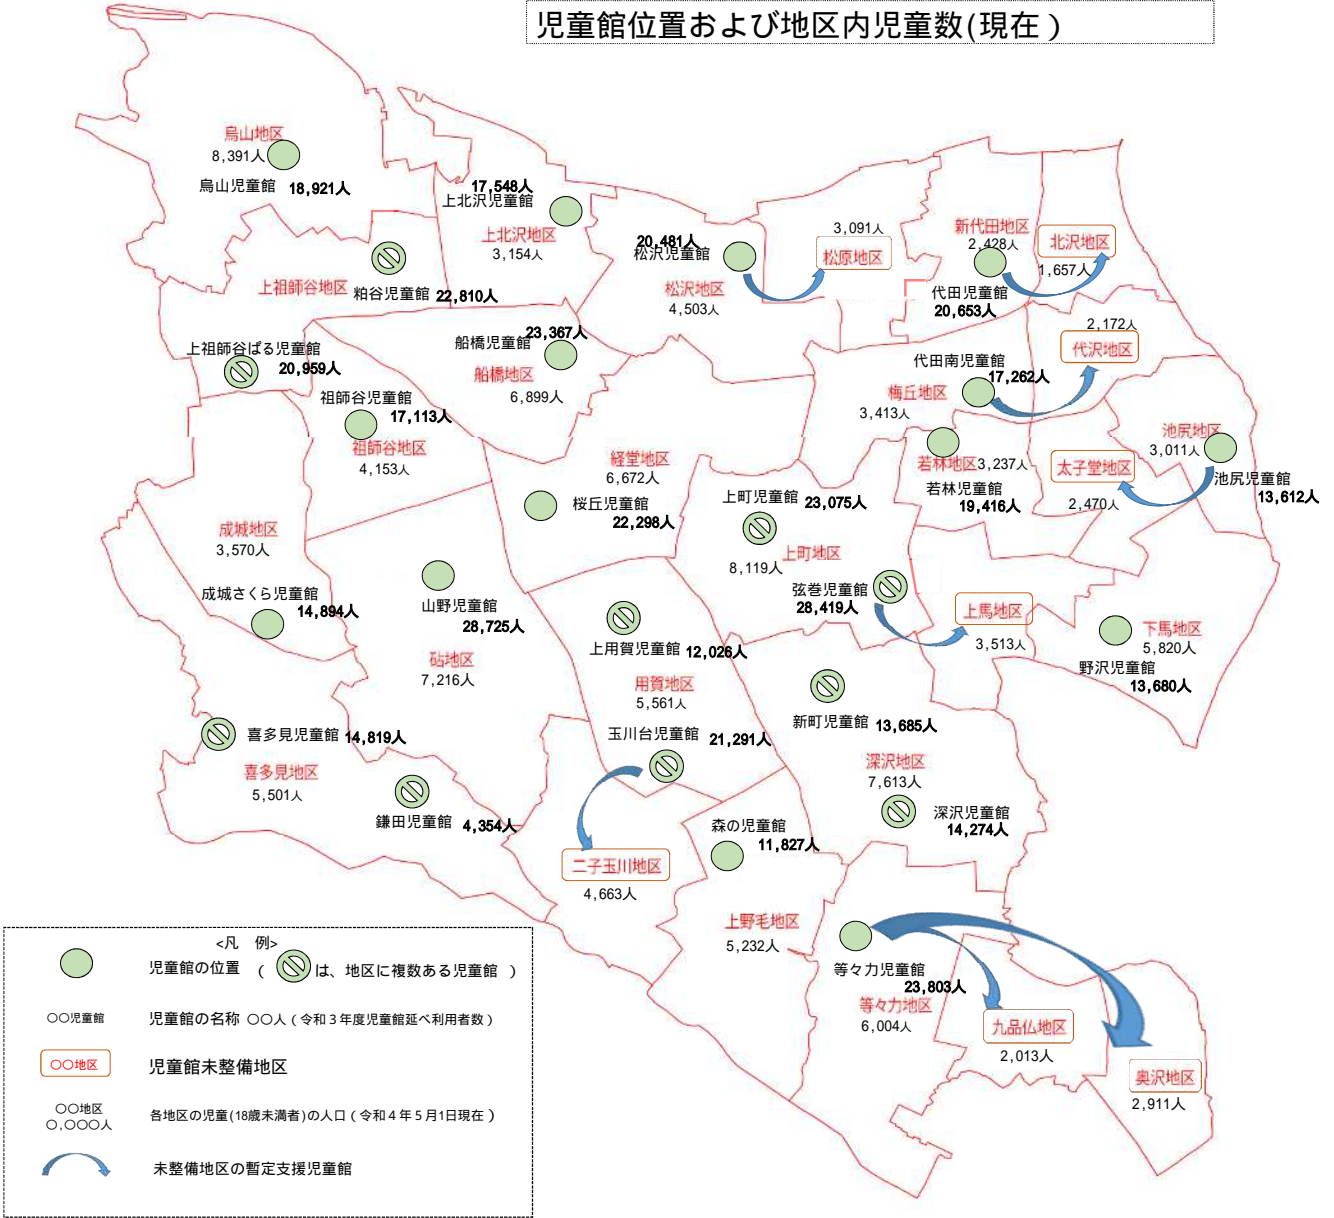 児童館位置および地区内児童数(現在 )
烏山地区
8,391人
烏山児童館 18,921人
17,548人
上北沢児童館
上北沢地区
3,154人
20,481人
松沢児童館
松沢地区
4,503人
3,091人
松原地区
新代田地区
2,428人
代田児童館
20,653人
北沢地区
1,657人
上祖師谷地区
粕谷児童館 22,810人
上祖師谷ぱる児童館
20,959人
23,367人
船橋児童館
船橋地区
6,899人
祖師谷児童館
17,113人
祖師谷地区
4,153人
2,172人
代沢地区
代田南児童館
17,262人
梅丘地区
3,413人
池尻地区
3,011人
池尻児童館
13,612人
若林地区 3,237人
若林児童館
19,416人
太子堂地区
2,470人
経堂地区
6,672人
桜丘児童館
22,298人
上町児童館 23,075人
上町地区
8,119人
弦巻児童館
28,419人
成城地区
3,570人
成城さくら児童館
14,894人
山野児童館
28,725人
砧地区
7,216人
上用賀児童館 12,026人
用賀地区
5,561人
玉川台児童館 21,291人
上馬地区
3,513人
下馬地区
5,820人
野沢児童館
13,680人
新町児童館 13,685人
深沢地区
7,613人
深沢児童館
14,274人
喜多見児童館 14,819人
喜多見地区
5,501人
鎌田児童館 4,354人
森の児童館
11,827人
二子玉川地区
4,663人
上野毛地区
5,232人
等々力児童館
23,803人
等々力地区
6,004人
九品仏地区
2,013人
奥沢地区
2,911人
<凡 例>
児童館の位置 ( は、地区に複数ある児童館 )
〇〇児童館 児童館の名称 〇〇人 ( 令和3年度児童館延べ利用者数 )
〇〇地区 児童館未整備地区
〇〇地区
〇,〇〇〇人
各地区の児童(18歳未満者)の人口 ( 令和4年5月1日現在 )
未整備地区の暫定支援児童館